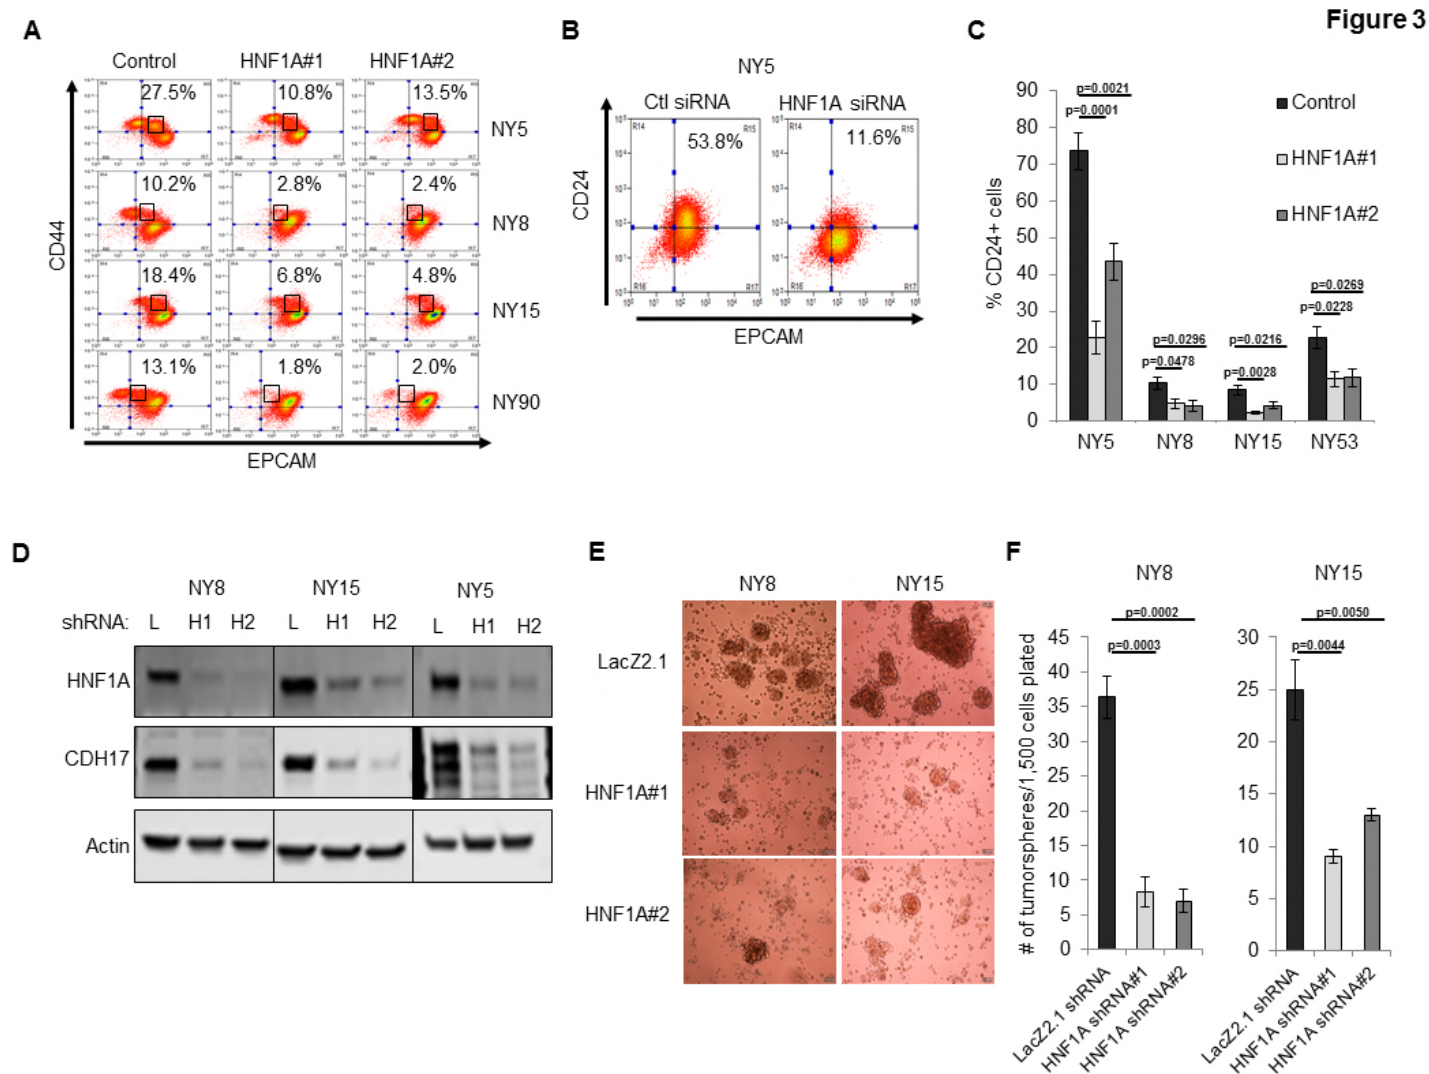 Figure 3
A
Control HNF1A#1 HNF1A#2
27.5% 10.8% 13.5% NY5
10.2% 2.8% 2.4% NY8
18.4% 6.8% 4.8% NY15
13.1% 1.8% 2.0% NY90
CD44
EPCAM
B
NY5
Ctl siRNA HNF1A siRNA
R14 R15 R14 R15
53.8% 11.6%
R16 R17 R16 R17
CD24
EPCAM
C
% CD24+ cells
90
80
70
60
50
40
30
20
10
0
p=0.0021
p=0.0001
p=0.0296
p=0.0478
p=0.0216
p=0.0028
p=0.0269
p=0.0228
NY5 NY8 NY15 NY53
Control
HNF1A#1
HNF1A#2
D
NY8 NY15 NY5
shRNA: L H1 H2 L H1 H2 L H1 H2
HNF1A
CDH17
Actin
E
NY8 NY15
LacZ2.1
HNF1A#1
HNF1A#2
F
NY8
# of tumorspheres/1,500 cells plated
p=0.0002
p=0.0003
45
40
35
30
25
20
15
10
5
0
LacZ2.1 shRNA
HNF1A shRNA#1
HNF1A shRNA#2
NY15
p=0.0050
p=0.0044
30
25
20
15
10
5
0
LacZ2.1 shRNA
HNF1A shRNA#1
HNF1A shRNA#2